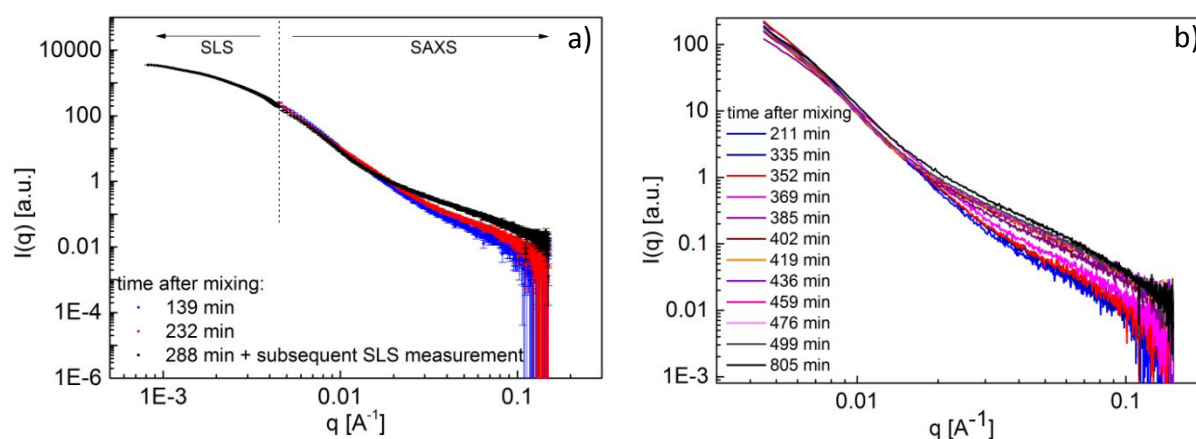 a)
SLS SAXS
10000
100
1
0.01
1E-4
1E-6
I(q) [a.u.]
time after mixing:
139 min
232 min
288 min + subsequent SLS measurement
1E-3 0.01 0.1
q [A⁻¹]
b)
100
10
1
0.1
0.01
1E-3
I(q) [a.u.]
time after mixing
211 min
335 min
352 min
369 min
385 min
402 min
419 min
436 min
459 min
476 min
499 min
805 min
0.01 0.1
q [A⁻¹]